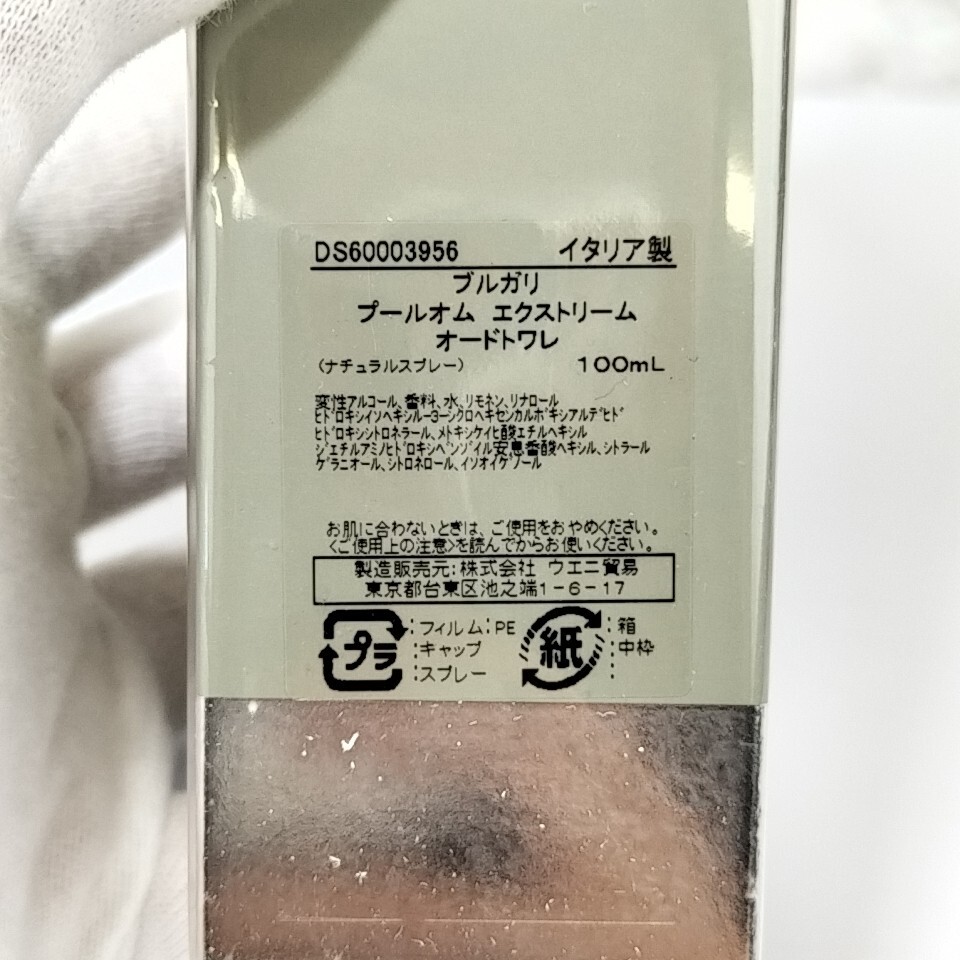 DS60003956 イタリア製
ブルガリ
プールオム エクストリーム
オードトワレ
(ナチュラルスプレー) 100mL
変性アルコール、香料、水、リモネン、リナロール
ヒドロキシイソヘキシル-3-シクロヘキセンカルボキシアルデヒド
ヒドロキシシトロネラール、メトキシケイヒ酸エチルヘキシル
ジエチルアミノヒドロキシベンゾイル安息香酸ヘキシル、シトラール
ゲラニオール、シトロネロール、イソオイゲノール
お肌に合わないときは、ご使用をおやめください。
<ご使用上の注意>を読んでからお使いください。
製造販売元:株式会社 ウエニ貿易
東京都台東区池之端1-6-17
プラ :フィルム:PE 紙 :箱
:キャップ :中枠
:スプレー :